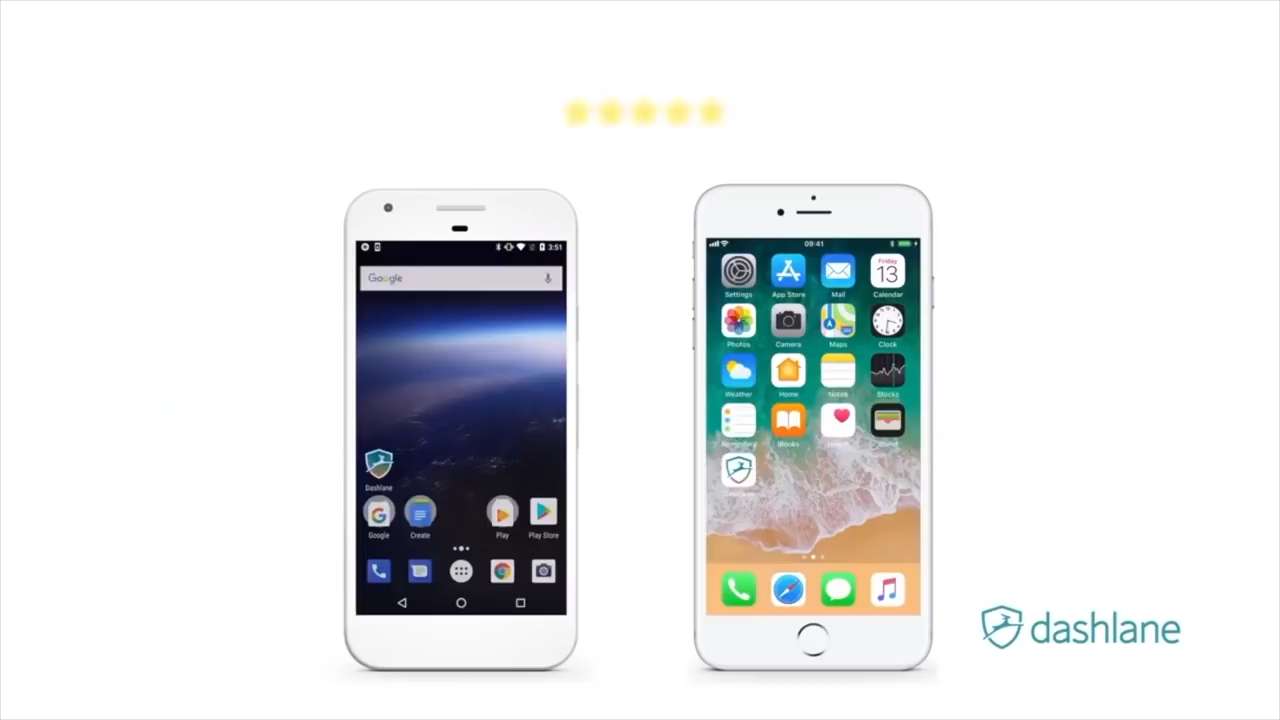 3:51
Google
Dashlane
Google Create Play Play Store
09:41
Settings App Store Mail Friday 13 Calendar
Photos Camera Maps Clock
Weather Home Notes Stocks
iBooks
dashlane